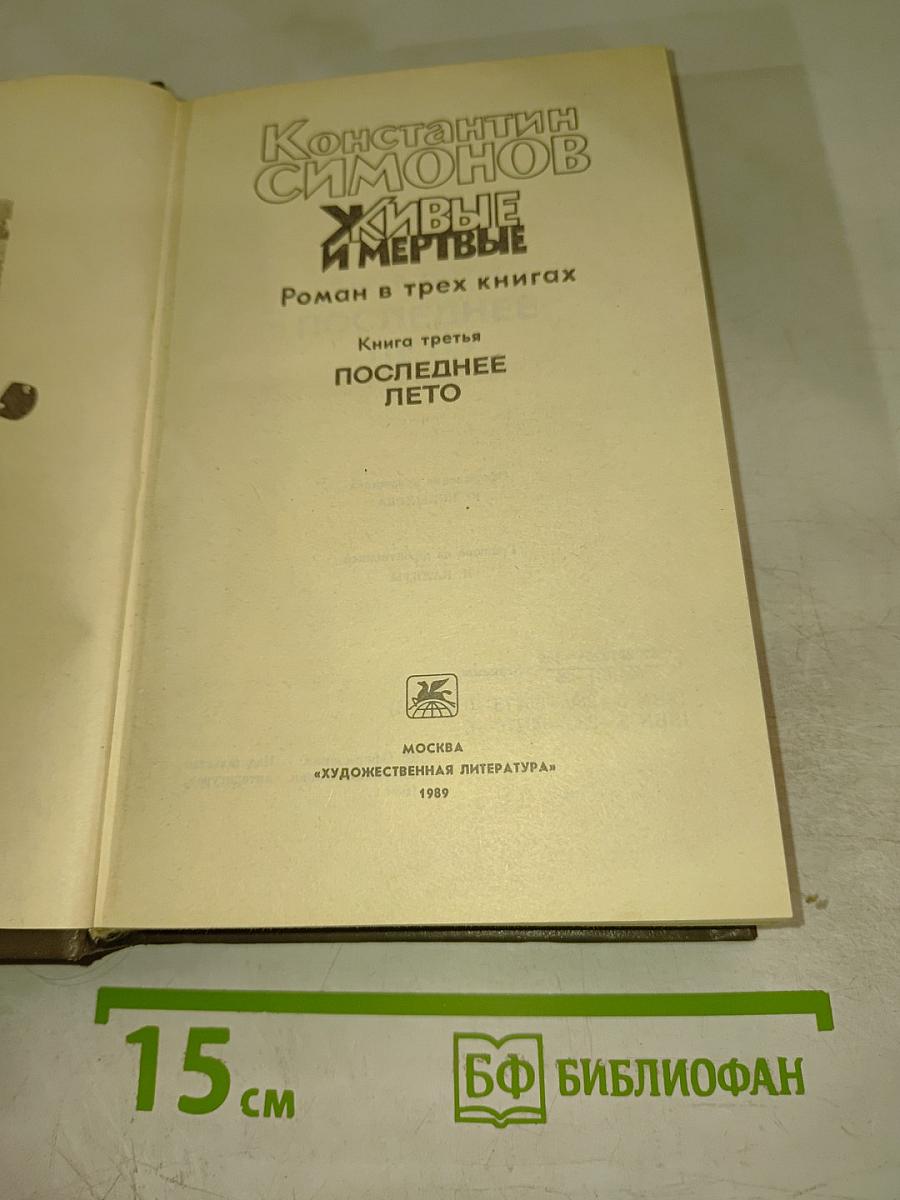 Константин
СИМОНОВ
ЖИВЫЕ
И МЕРТВЫЕ
Роман в трех книгах
Книга третья
ПОСЛЕДНЕЕ
ЛЕТО
МОСКВА
«ХУДОЖЕСТВЕННАЯ ЛИТЕРАТУРА»
1989
15 см
БФ БИБЛИОФАН